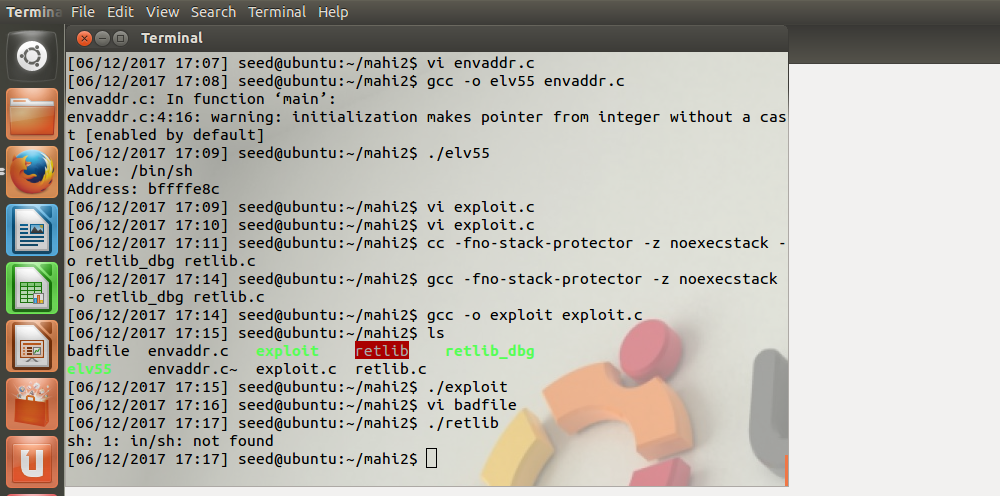 Termina File Edit View Search Terminal Help
Terminal
[06/12/2017 17:07] seed@ubuntu:~/mahi2$ vi envaddr.c
[06/12/2017 17:08] seed@ubuntu:~/mahi2$ gcc -o elv55 envaddr.c
envaddr.c: In function ‘main’:
envaddr.c:4:16: warning: initialization makes pointer from integer without a cas
t [enabled by default]
[06/12/2017 17:09] seed@ubuntu:~/mahi2$ ./elv55
value: /bin/sh
Address: bffffe8c
[06/12/2017 17:09] seed@ubuntu:~/mahi2$ vi exploit.c
[06/12/2017 17:10] seed@ubuntu:~/mahi2$ vi exploit.c
[06/12/2017 17:11] seed@ubuntu:~/mahi2$ cc -fno-stack-protector -z noexecstack -
o retlib_dbg retlib.c
[06/12/2017 17:14] seed@ubuntu:~/mahi2$ gcc -fno-stack-protector -z noexecstack
-o retlib_dbg retlib.c
[06/12/2017 17:14] seed@ubuntu:~/mahi2$ gcc -o exploit exploit.c
[06/12/2017 17:15] seed@ubuntu:~/mahi2$ ls
badfile envaddr.c exploit retlib retlib_dbg
elv55 envaddr.c~ exploit.c retlib.c
[06/12/2017 17:15] seed@ubuntu:~/mahi2$ ./exploit
[06/12/2017 17:16] seed@ubuntu:~/mahi2$ vi badfile
[06/12/2017 17:17] seed@ubuntu:~/mahi2$ ./retlib
sh: 1: in/sh: not found
[06/12/2017 17:17] seed@ubuntu:~/mahi2$